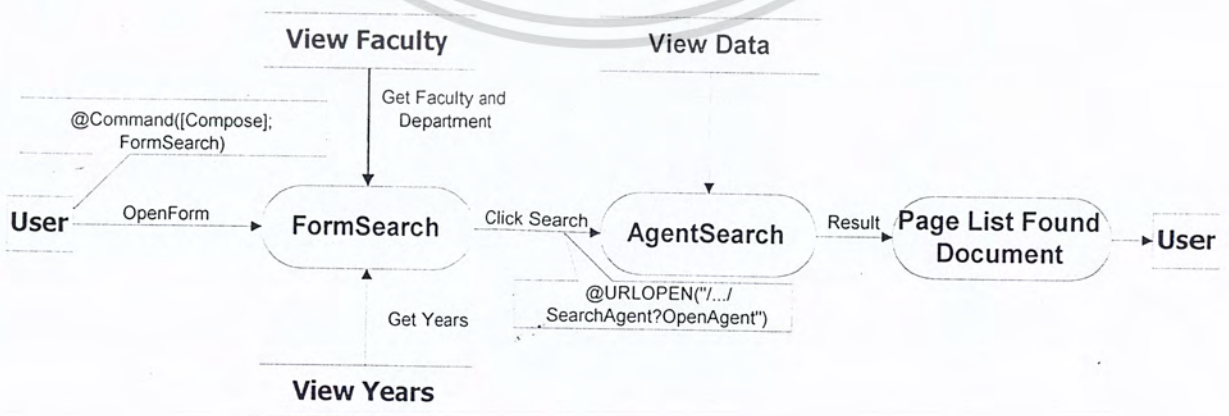 View Faculty
View Data
Get Faculty and
Department
@Command([Compose];
FormSearch)
User
OpenForm
FormSearch
Click Search
AgentSearch
Result
Page List Found
Document
User
@URLOPEN("/.../
SearchAgent?OpenAgent")
Get Years
View Years